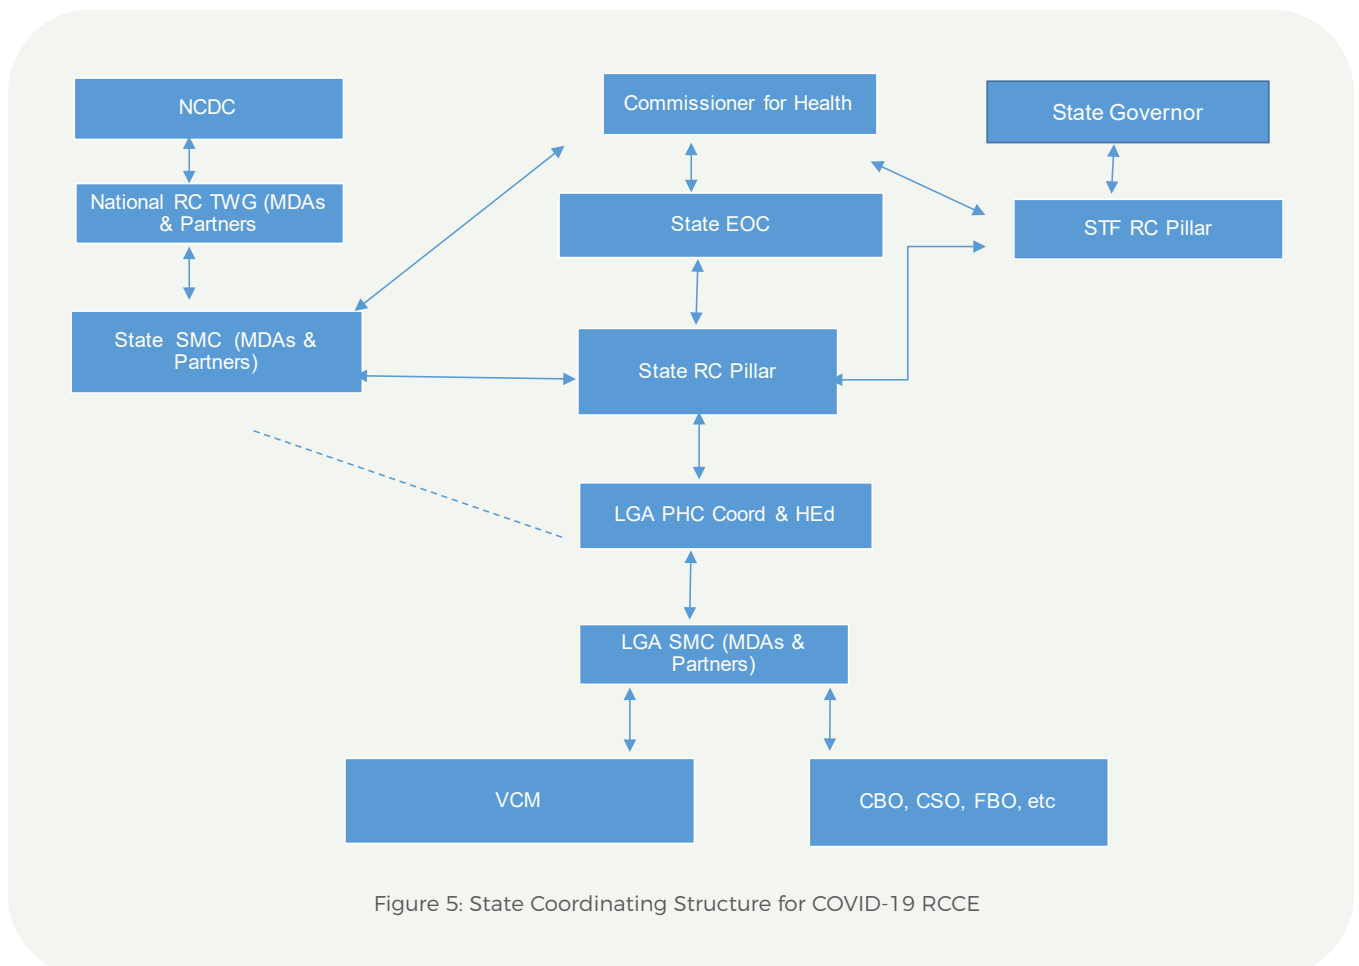 NCDC
Commissioner for Health
State Governor
National RC TWG (MDAs
& Partners
State EOC
STF RC Pillar
State SMC (MDAs &
Partners)
State RC Pillar
LGA PHC Coord & HEd
LGA SMC (MDAs &
Partners)
VCM
CBO, CSO, FBO, etc
Figure 5: State Coordinating Structure for COVID-19 RCCE